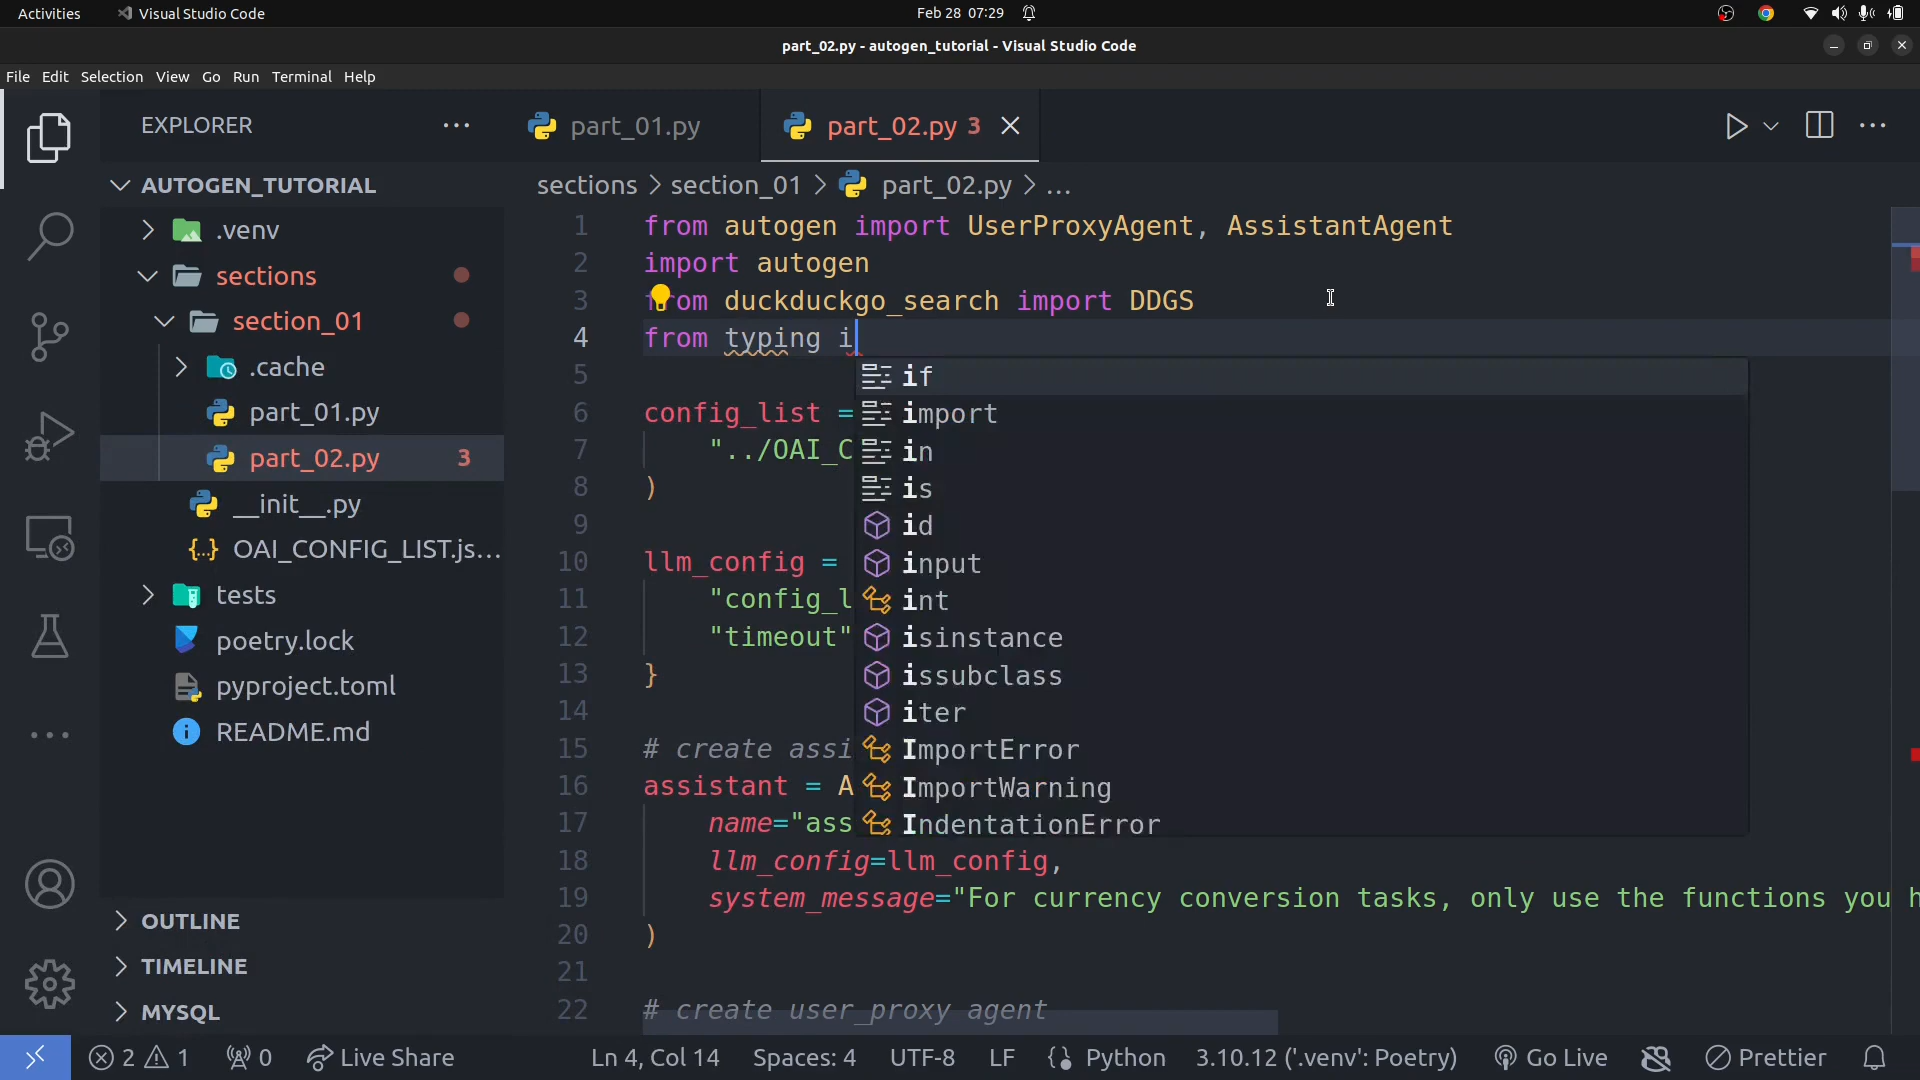 Activities
Visual Studio Code
Feb 28 07:29
part_02.py - autogen_tutorial - Visual Studio Code
File Edit Selection View Go Run Terminal Help
EXPLORER
part_01.py
part_02.py 3
AUTOGEN_TUTORIAL
.venv
sections
section_01
.cache
part_01.py
part_02.py 3
__init__.py
OAI_CONFIG_LIST.js...
tests
poetry.lock
pyproject.toml
README.md
OUTLINE
TIMELINE
MYSQL
sections > section_01 > part_02.py > ...
1 from autogen import UserProxyAgent, AssistantAgent
2 import autogen
3 from duckduckgo_search import DDGS
4 from typing i
5
6 config_list =
7 "../OAI_C
8 )
9
10 llm_config =
11 "config_l
12 "timeout"
13 }
14
15 # create assi
16 assistant = A
17 name="ass
18 llm_config=llm_config,
19 system_message="For currency conversion tasks, only use the functions you h
20 )
21
22 # create user_proxy agent
if
import
in
is
id
input
int
isinstance
issubclass
iter
ImportError
ImportWarning
IndentationError
2 1 0 Live Share Ln 4, Col 14 Spaces: 4 UTF-8 LF Python 3.10.12 ('.venv': Poetry) Go Live Prettier